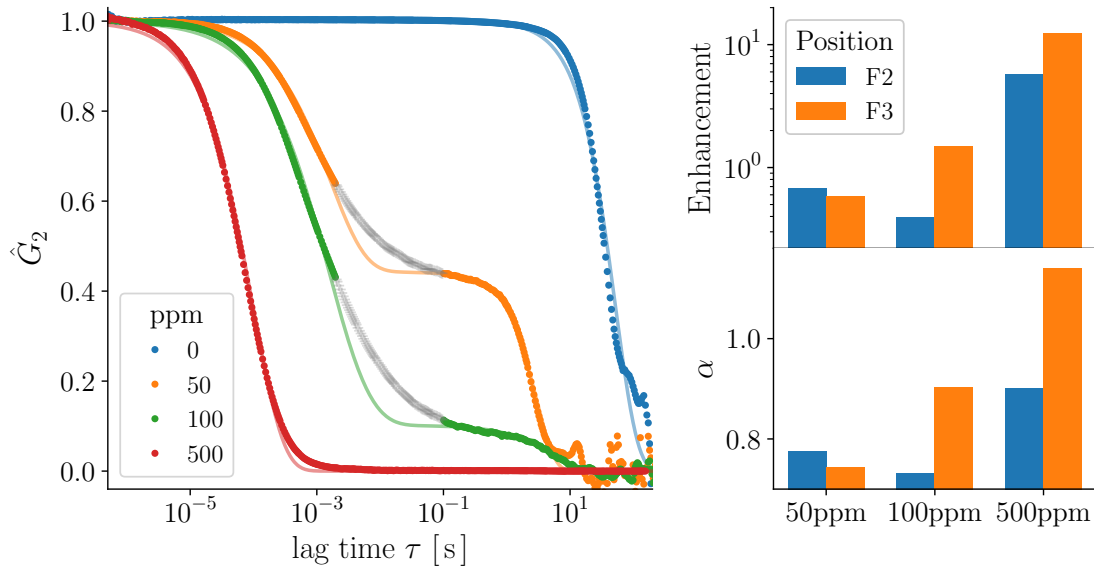 1.0
0.8
0.6
0.4
0.2
0.0
Ĝ₂
ppm
0
50
100
500
10⁻⁵ 10⁻³ 10⁻¹ 10¹
lag time τ [s]
Position
F2
F3
10¹
10⁰
Enhancement
1.0
0.8
α
50ppm 100ppm 500ppm